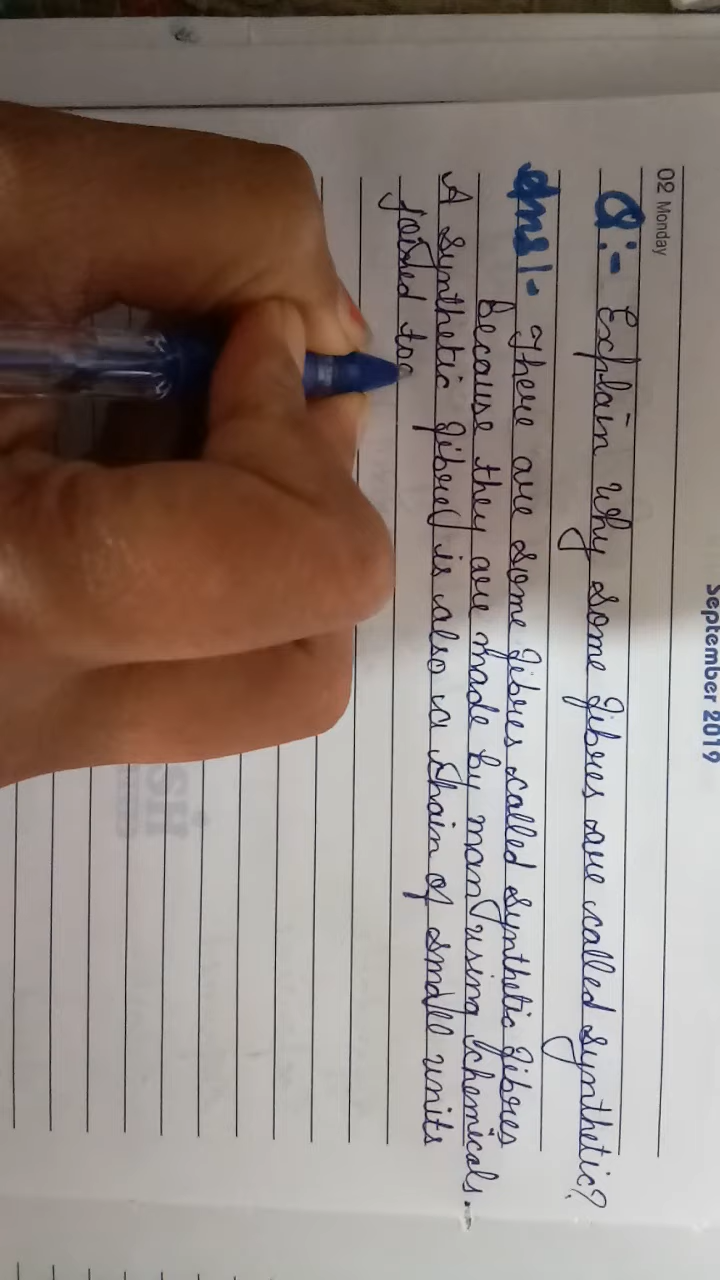 September 2019
02 Monday
Q:- Explain why some fibres are called synthetic?
Ans:- There are some fibres called synthetic fibres
because they are made by man using chemicals.
A synthetic fibre is also a chain of small units
joined tog